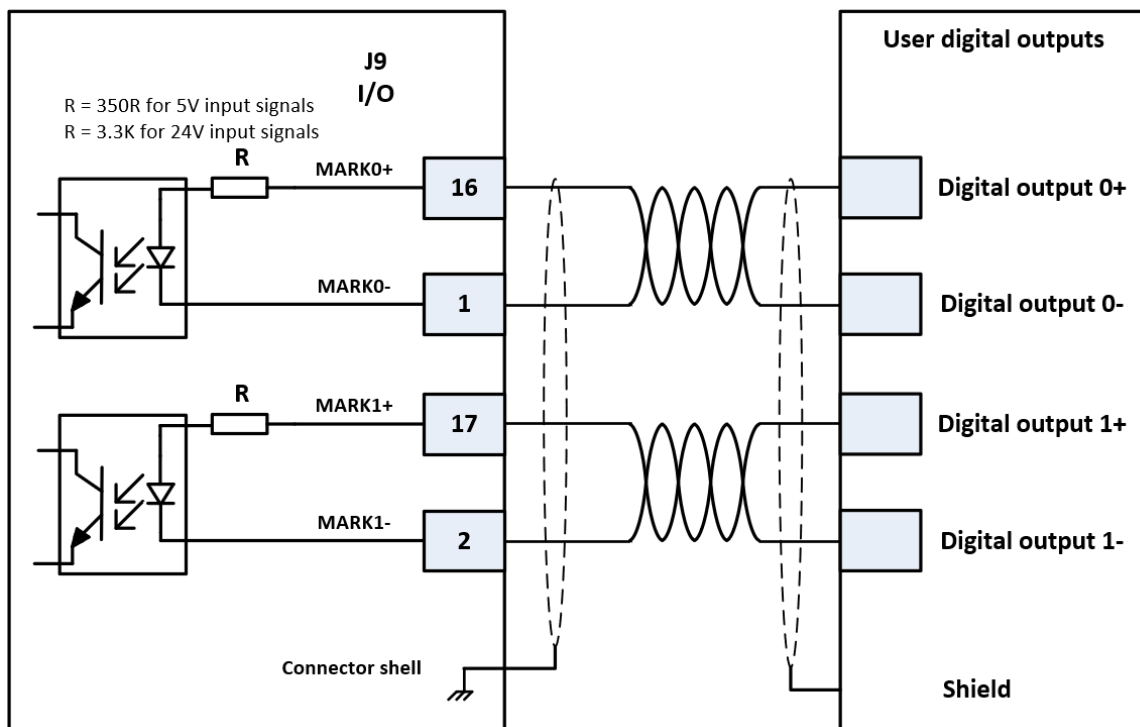 User digital outputs
J9
I/O
R = 350R for 5V input signals
R = 3.3K for 24V input signals
R
MARK0+
16
Digital output 0+
MARK0-
1
Digital output 0-
R
MARK1+
17
Digital output 1+
MARK1-
2
Digital output 1-
Connector shell
Shield